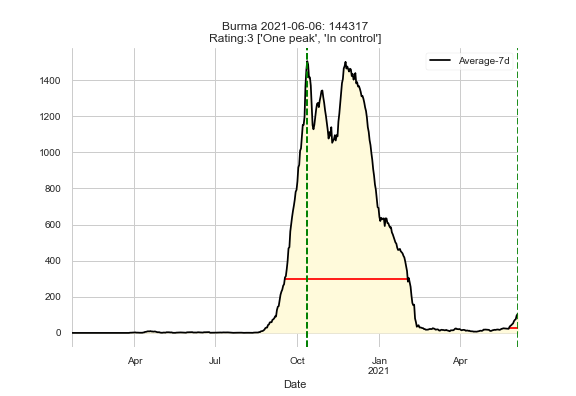 Burma 2021-06-06: 144317
Rating:3 ['One peak', 'In control']
Average-7d
1400
1200
1000
800
600
400
200
0
Apr
Jul
Oct
Jan
2021
Apr
Date